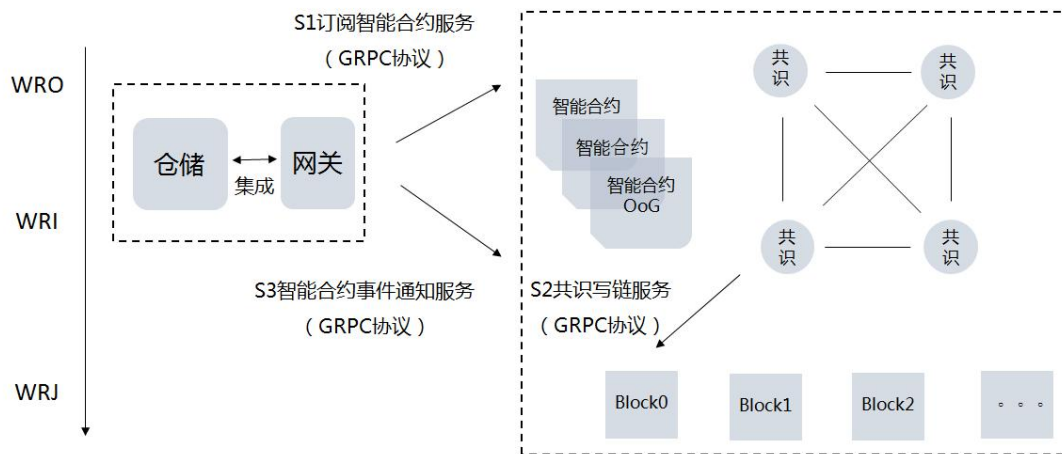 S1订阅智能合约服务
（GRPC协议）
WRO
仓储
集成
网关
WRI
S3智能合约事件通知服务
（GRPC协议）
WRJ
智能合约
智能合约
智能合约
OoG
共
识
共
识
共
识
共
识
S2共识写链服务
（GRPC协议）
Block0
Block1
Block2
。。。